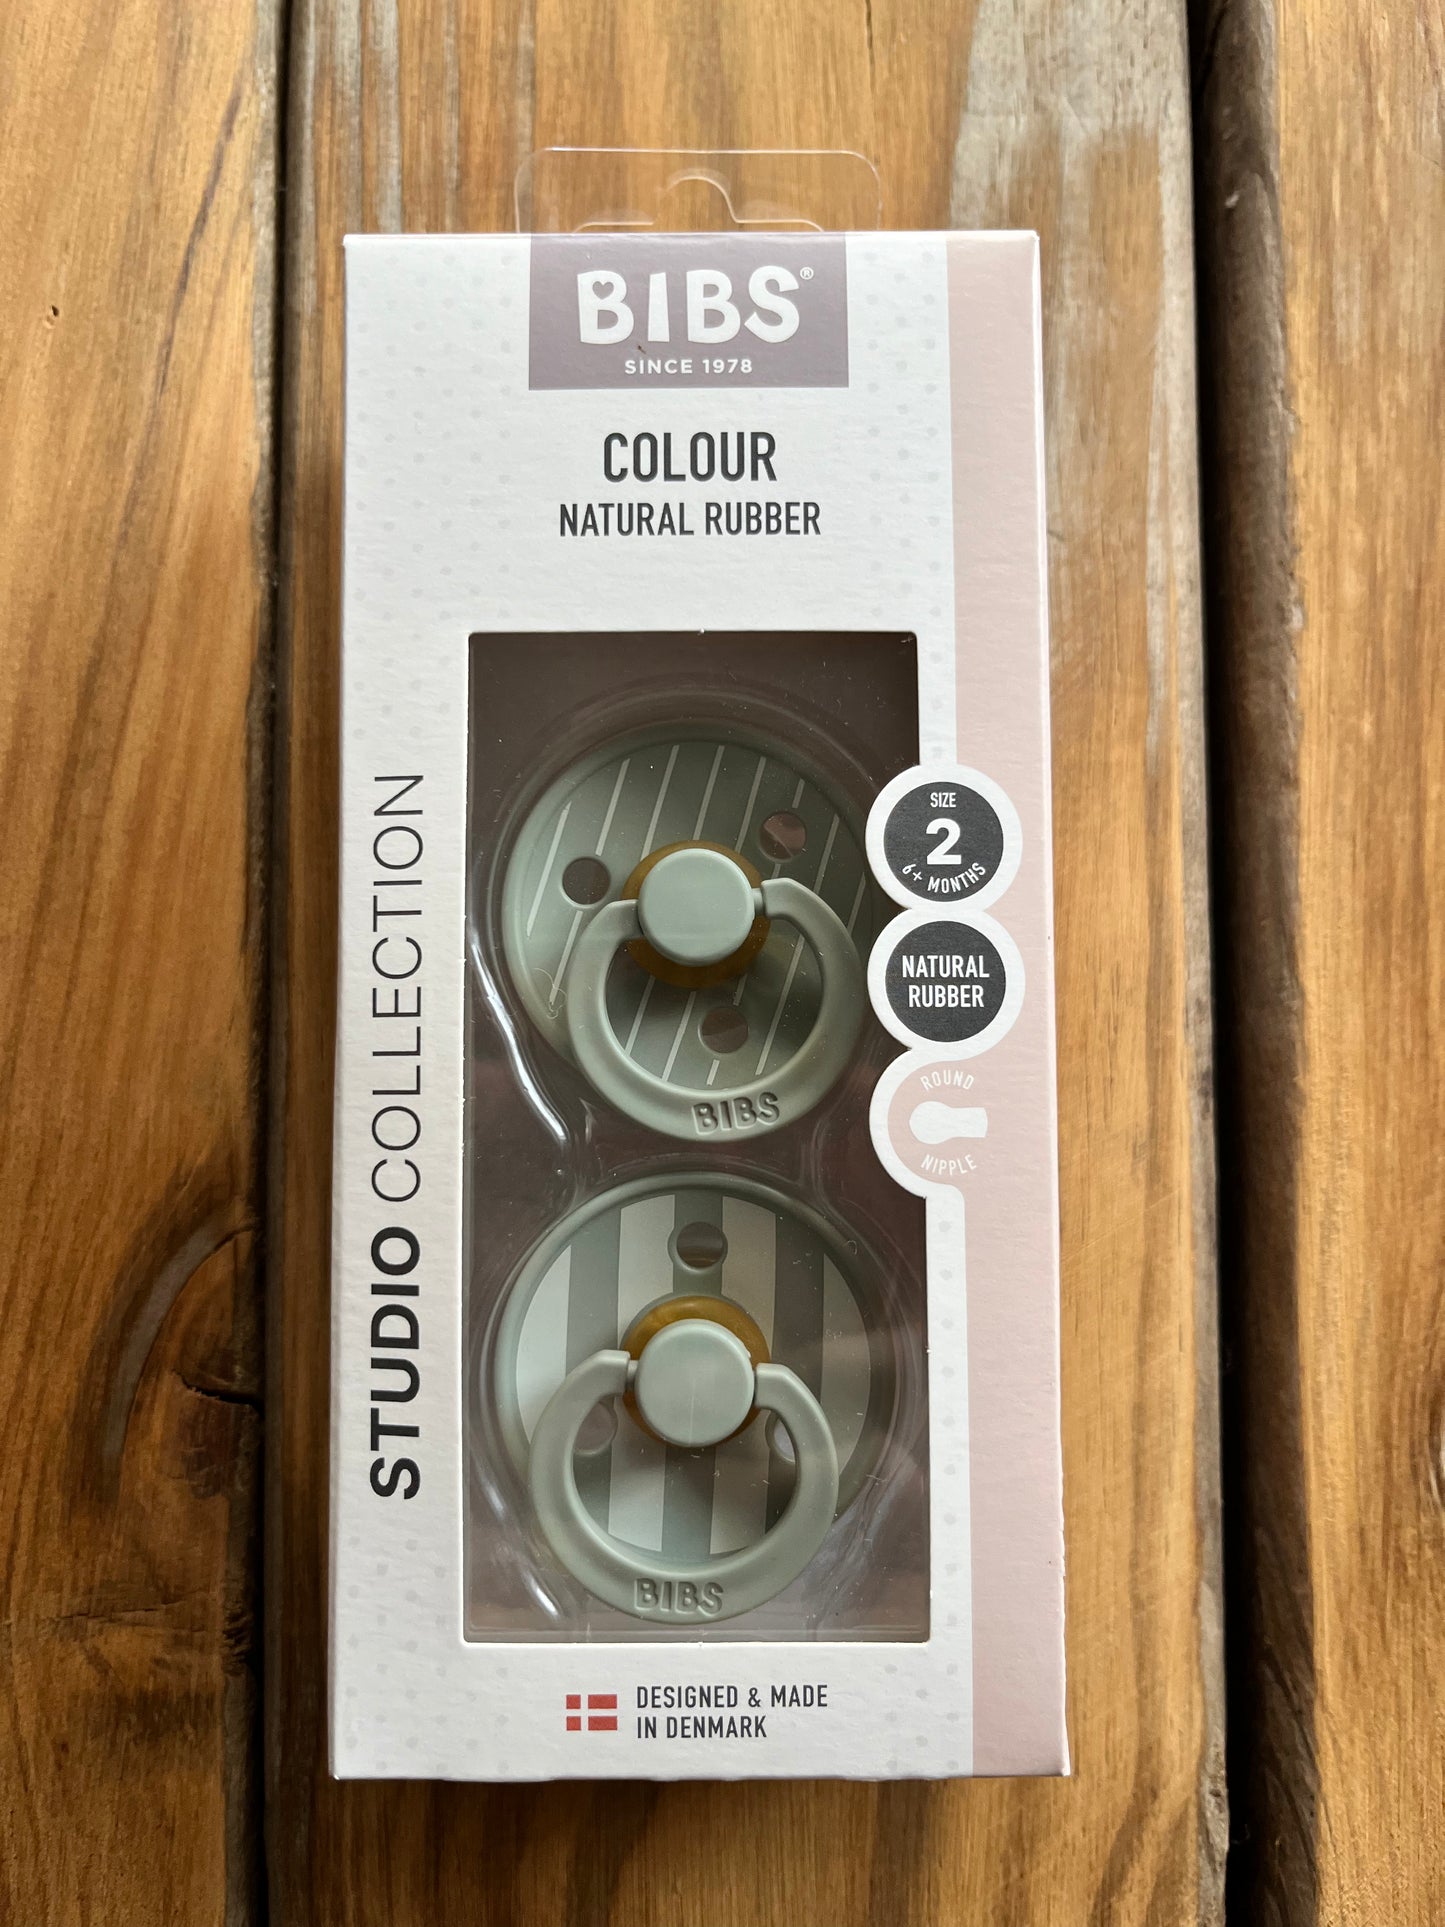 BIBS®
SINCE 1978
COLOUR
NATURAL RUBBER
STUDIO COLLECTION
SIZE
2
6+ MONTHS
NATURAL
RUBBER
ROUND
NIPPLE
BIBS
BIBS
DESIGNED & MADE
IN DENMARK